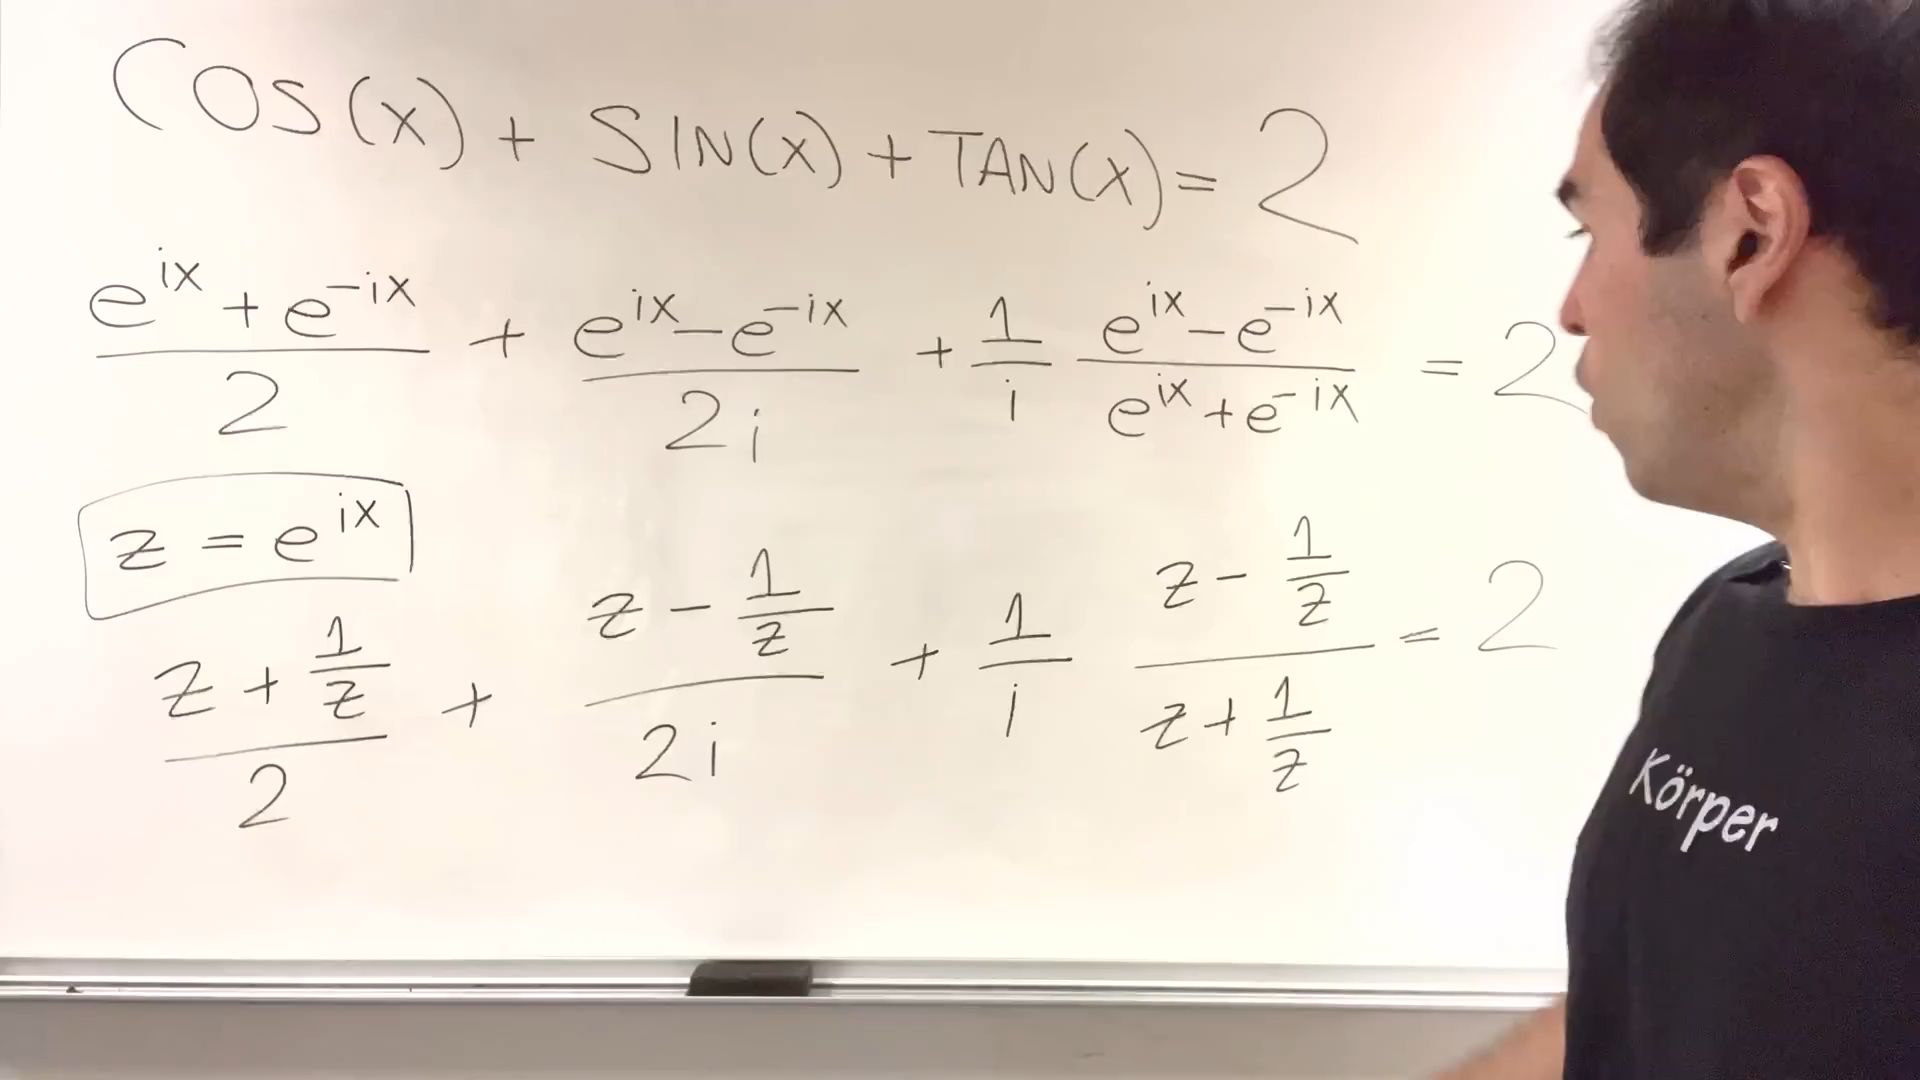 COS(x) + SIN(x) + TAN(x) = 2
(e^{ix} + e^{-ix})/2 + (e^{ix} - e^{-ix})/(2i) + 1/i (e^{ix} - e^{-ix})/(e^{ix} + e^{-ix}) = 2
z = e^{ix}
(z + 1/z)/2 + (z - 1/z)/(2i) + 1/i (z - 1/z)/(z + 1/z) = 2
Körper